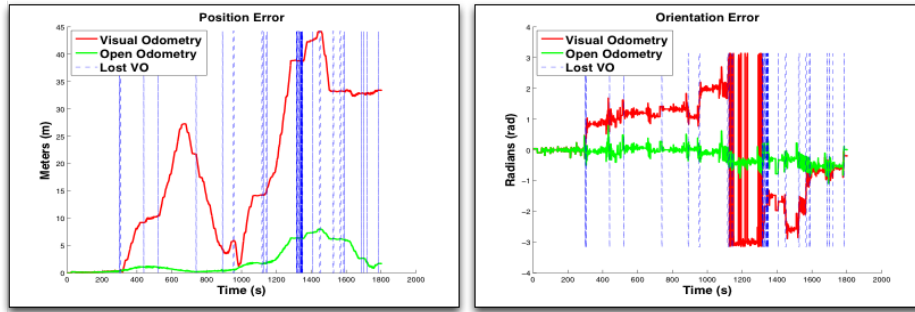 Position Error
Visual Odometry
Open Odometry
Lost VO
Meters (m)
45
40
35
30
25
20
15
10
5
0
0 200 400 600 800 1000 1200 1400 1600 1800 2000
Time (s)
Orientation Error
Visual Odometry
Open Odometry
Lost VO
Radians (rad)
4
3
2
1
0
-1
-2
-3
-4
0 200 400 600 800 1000 1200 1400 1600 1800 2000
Time (s)